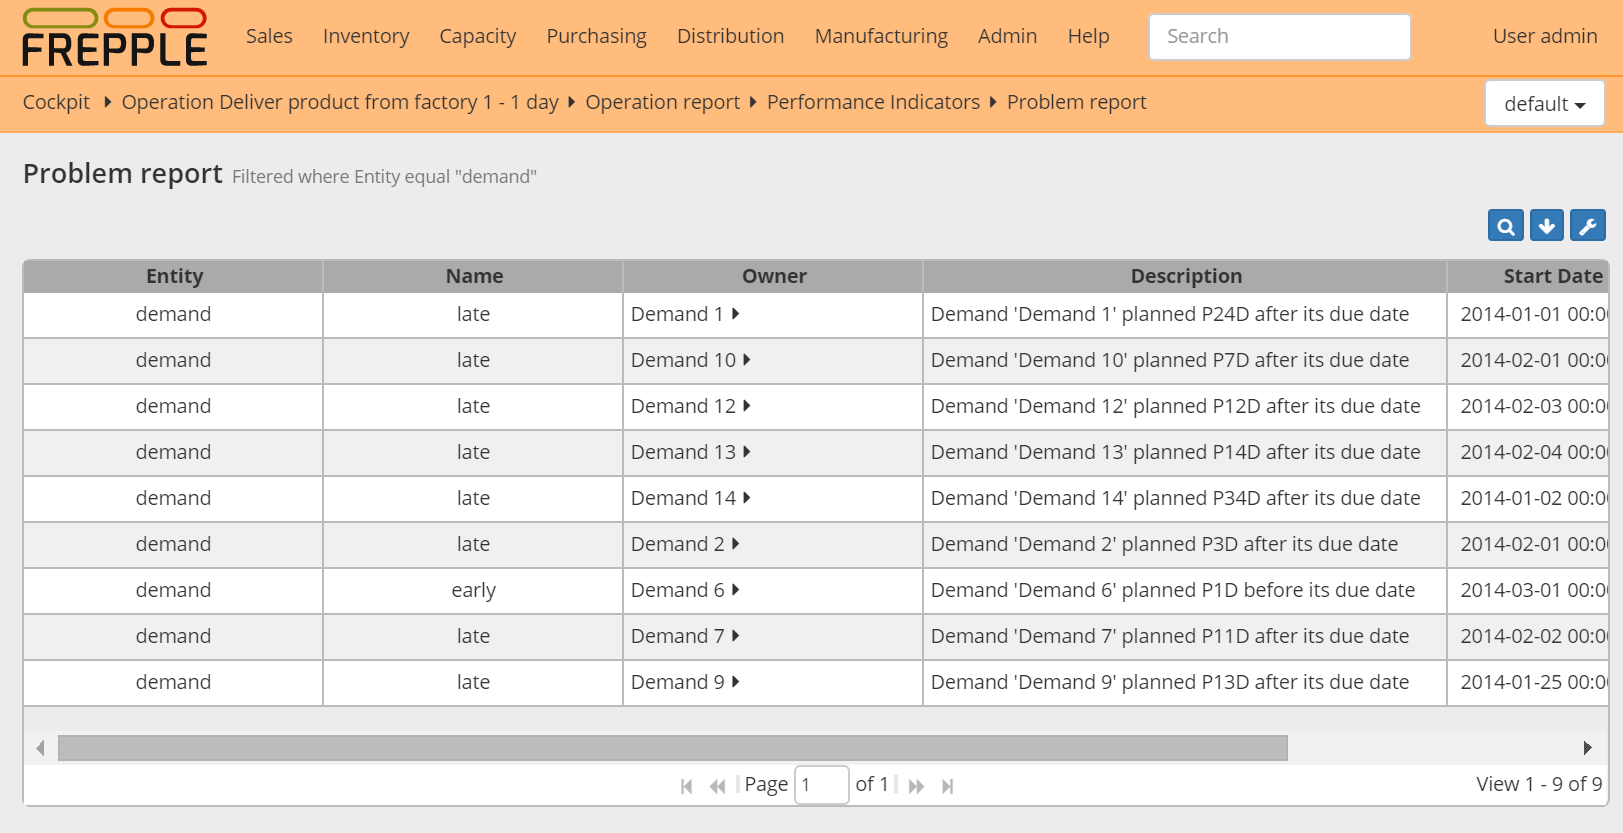 FREPPLE Sales Inventory Capacity Purchasing Distribution Manufacturing Admin Help Search User admin
Cockpit Operation Deliver product from factory 1 - 1 day Operation report Performance Indicators Problem report default
Problem report Filtered where Entity equal "demand"
Entity Name Owner Description Start Date
demand late Demand 1 Demand 'Demand 1' planned P24D after its due date 2014-01-01 00:0
demand late Demand 10 Demand 'Demand 10' planned P7D after its due date 2014-02-01 00:0
demand late Demand 12 Demand 'Demand 12' planned P12D after its due date 2014-02-03 00:0
demand late Demand 13 Demand 'Demand 13' planned P14D after its due date 2014-02-04 00:0
demand late Demand 14 Demand 'Demand 14' planned P34D after its due date 2014-01-02 00:0
demand late Demand 2 Demand 'Demand 2' planned P3D after its due date 2014-02-01 00:0
demand early Demand 6 Demand 'Demand 6' planned P1D before its due date 2014-03-01 00:0
demand late Demand 7 Demand 'Demand 7' planned P11D after its due date 2014-02-02 00:0
demand late Demand 9 Demand 'Demand 9' planned P13D after its due date 2014-01-25 00:0
Page 1 of 1 View 1 - 9 of 9